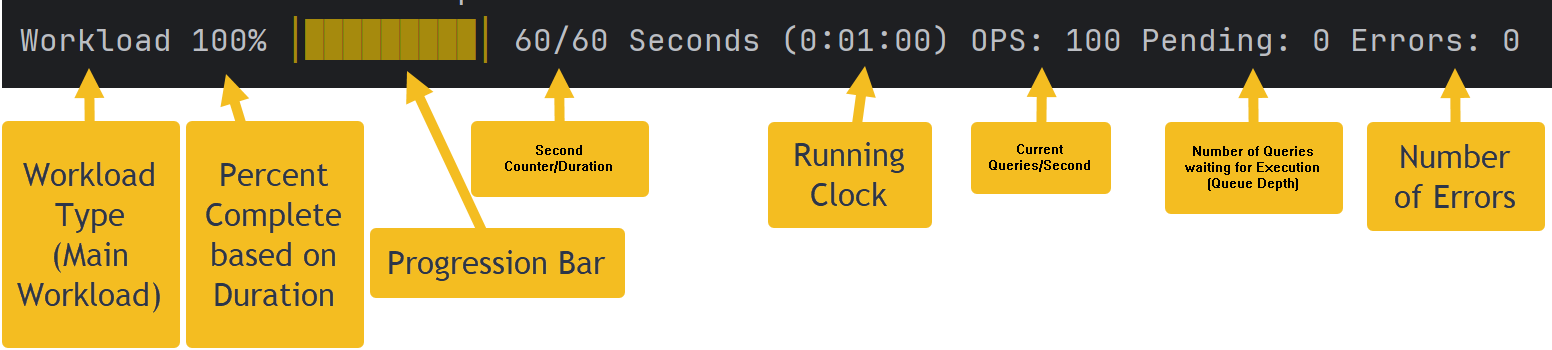 Workload 100% 60/60 Seconds (0:01:00) OPS: 100 Pending: 0 Errors: 0
Workload
Type
(Main
Workload)
Percent
Complete
based on
Duration
Progression Bar
Second
Counter/Duration
Running
Clock
Current
Queries/Second
Number of Queries
waiting for Execution
(Queue Depth)
Number
of Errors